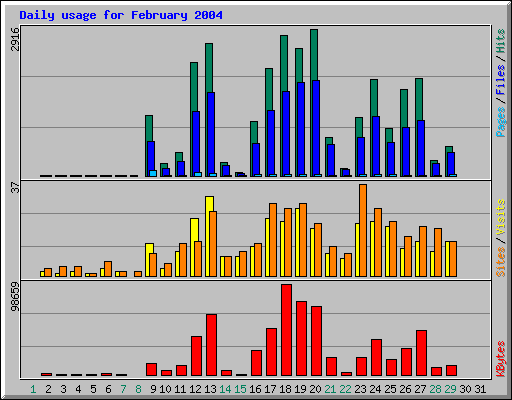 Daily usage for February 2004
2916
Pages / Files / Hits
37
Sites / Visits
98659
KBytes
1 2 3 4 5 6 7 8 9 10 11 12 13 14 15 16 17 18 19 20 21 22 23 24 25 26 27 28 29 30 31